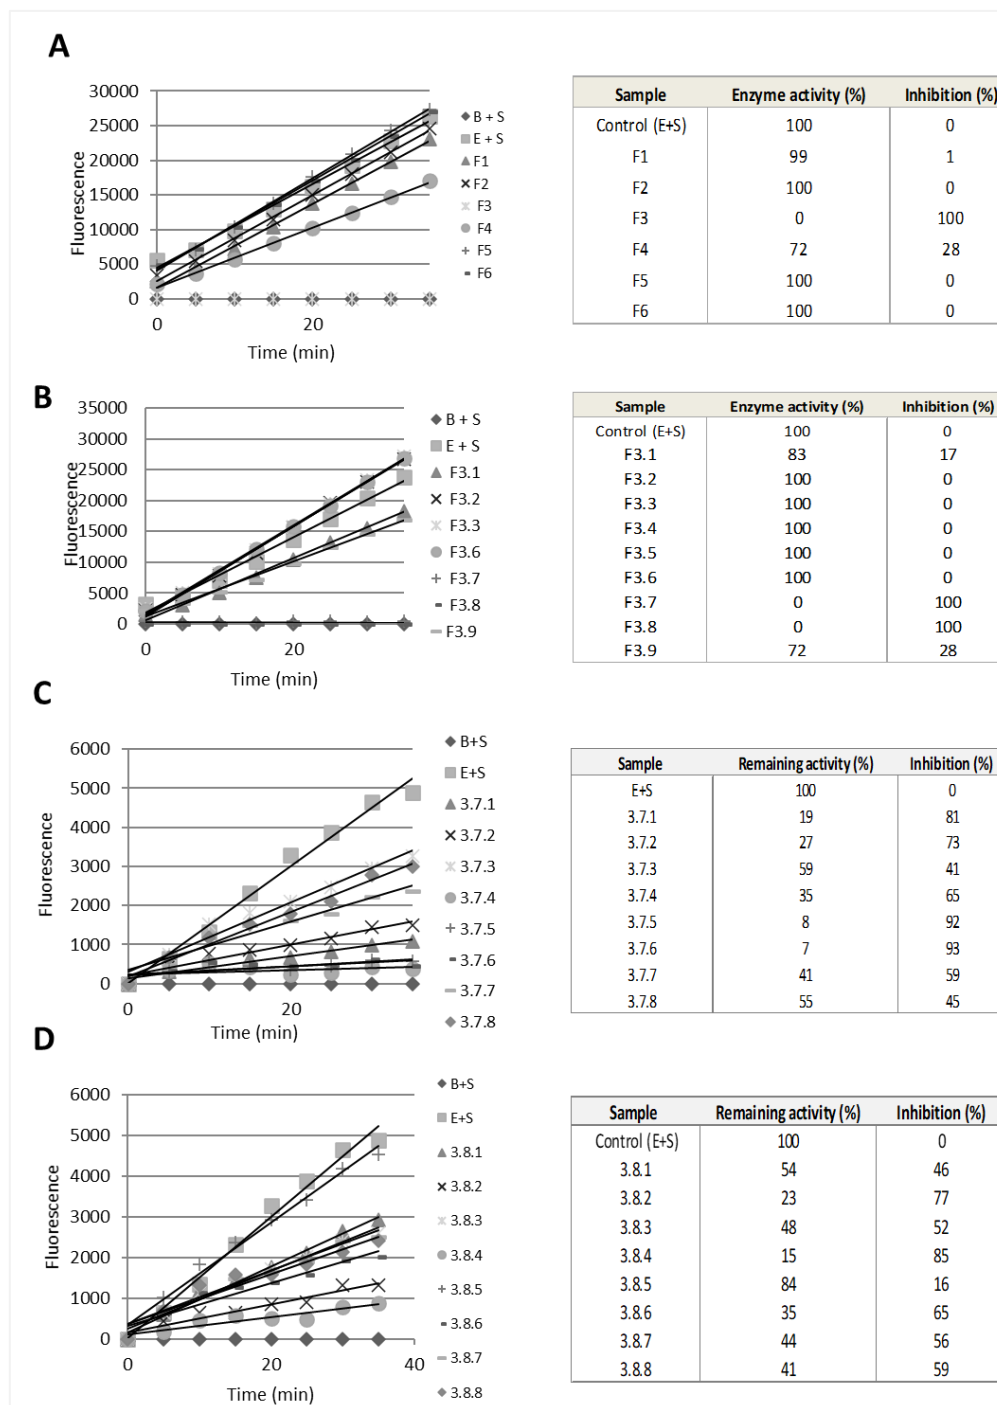 A
30000
25000
20000
15000
10000
5000
0
0 20
Fluorescence
Time (min)
B + S
E + S
F1
F2
F3
F4
F5
F6
Sample Enzyme activity (%) Inhibition (%)
Control (E+S) 100 0
F1 99 1
F2 100 0
F3 0 100
F4 72 28
F5 100 0
F6 100 0
B
35000
30000
25000
20000
15000
10000
5000
0
0 20
Fluorescence
Time (min)
B + S
E + S
F3.1
F3.2
F3.3
F3.6
F3.7
F3.8
F3.9
Sample Enzyme activity (%) Inhibition (%)
Control (E+S) 100 0
F3.1 83 17
F3.2 100 0
F3.3 100 0
F3.4 100 0
F3.5 100 0
F3.6 100 0
F3.7 0 100
F3.8 0 100
F3.9 72 28
C
6000
5000
4000
3000
2000
1000
0
0 20
Fluorescence
Time (min)
B+S
E+S
3.7.1
3.7.2
3.7.3
3.7.4
3.7.5
3.7.6
3.7.7
3.7.8
Sample Remaining activity (%) Inhibition (%)
E+S 100 0
3.7.1 19 81
3.7.2 27 73
3.7.3 59 41
3.7.4 35 65
3.7.5 8 92
3.7.6 7 93
3.7.7 41 59
3.7.8 55 45
D
6000
5000
4000
3000
2000
1000
0
0 20 40
Fluorescence
Time (min)
B+S
E+S
3.8.1
3.8.2
3.8.3
3.8.4
3.8.5
3.8.6
3.8.7
3.8.8
Sample Remaining activity (%) Inhibition (%)
Control (E+S) 100 0
3.8.1 54 46
3.8.2 23 77
3.8.3 48 52
3.8.4 15 85
3.8.5 84 16
3.8.6 35 65
3.8.7 44 56
3.8.8 41 59